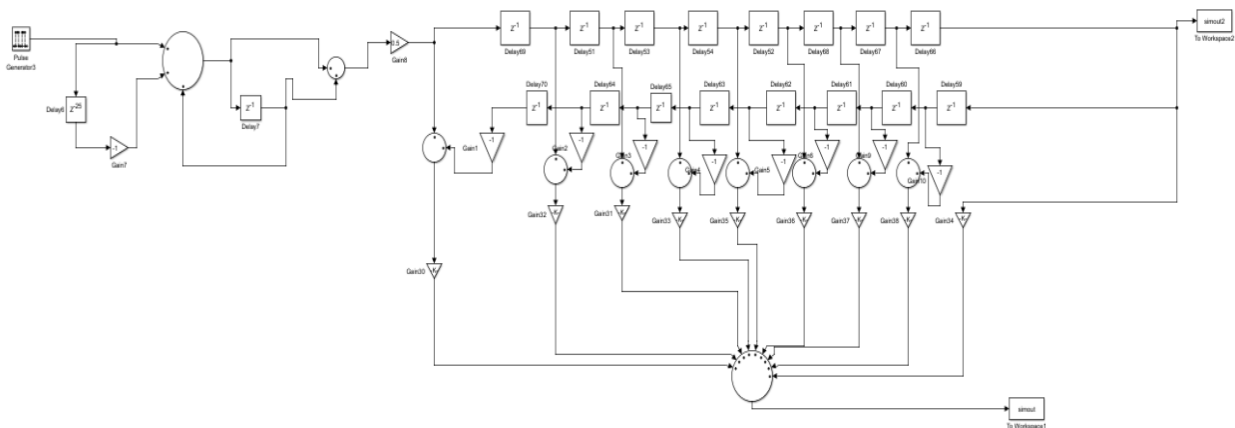 Pulse
Generator3
Delay6
Z-25
-1
Gain7
Z-1
Delay7
0.5
Gain8
Z-1
Z-1
Z-1
Z-1
Z-1
Z-1
Z-1
Z-1
Delay69
Delay51
Delay53
Delay54
Delay52
Delay68
Delay67
Delay66
simout2
To Workspace2
Delay70
Delay64
Delay65
Delay63
Delay62
Delay61
Delay60
Delay59
Z-1
Z-1
Z-1
Z-1
Z-1
Z-1
Z-1
Z-1
-1
-1
-1
-1
-1
-1
-1
-1
Gain1
Gain2
Gain5
Gain9
Gain32
Gain31
Gain33
Gain35
Gain36
Gain37
Gain34
Gain30
simout
To Workspace1